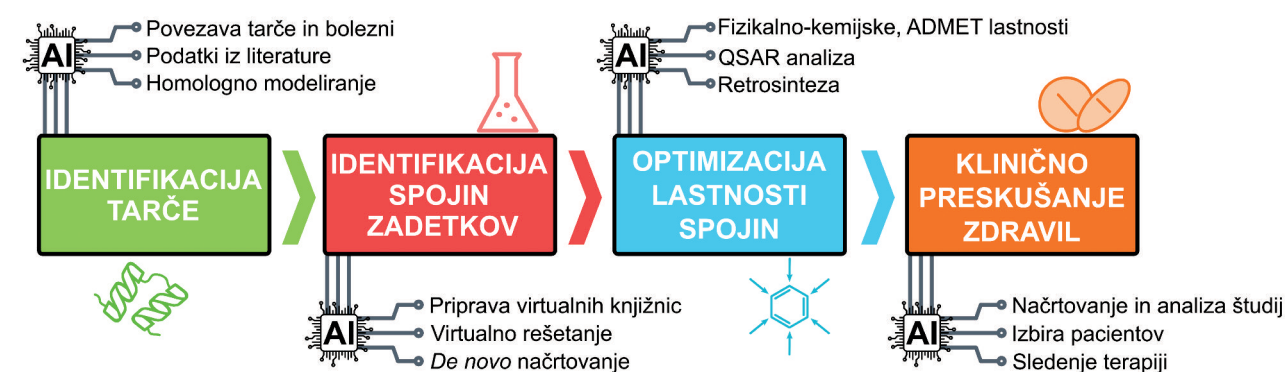 AI
Povezava tarče in bolezni
Podatki iz literature
Homologno modeliranje
IDENTIFIKACIJA
TARČE
IDENTIFIKACIJA
SPOJIN
ZADETKOV
AI
Priprava virtualnih knjižnic
Virtualno rešetanje
De novo načrtovanje
AI
Fizikalno-kemijske, ADMET lastnosti
QSAR analiza
Retrosinteza
OPTIMIZACIJA
LASTNOSTI
SPOJIN
KLINIČNO
PRESKUŠANJE
ZDRAVIL
AI
Načrtovanje in analiza študij
Izbira pacientov
Sledenje terapiji